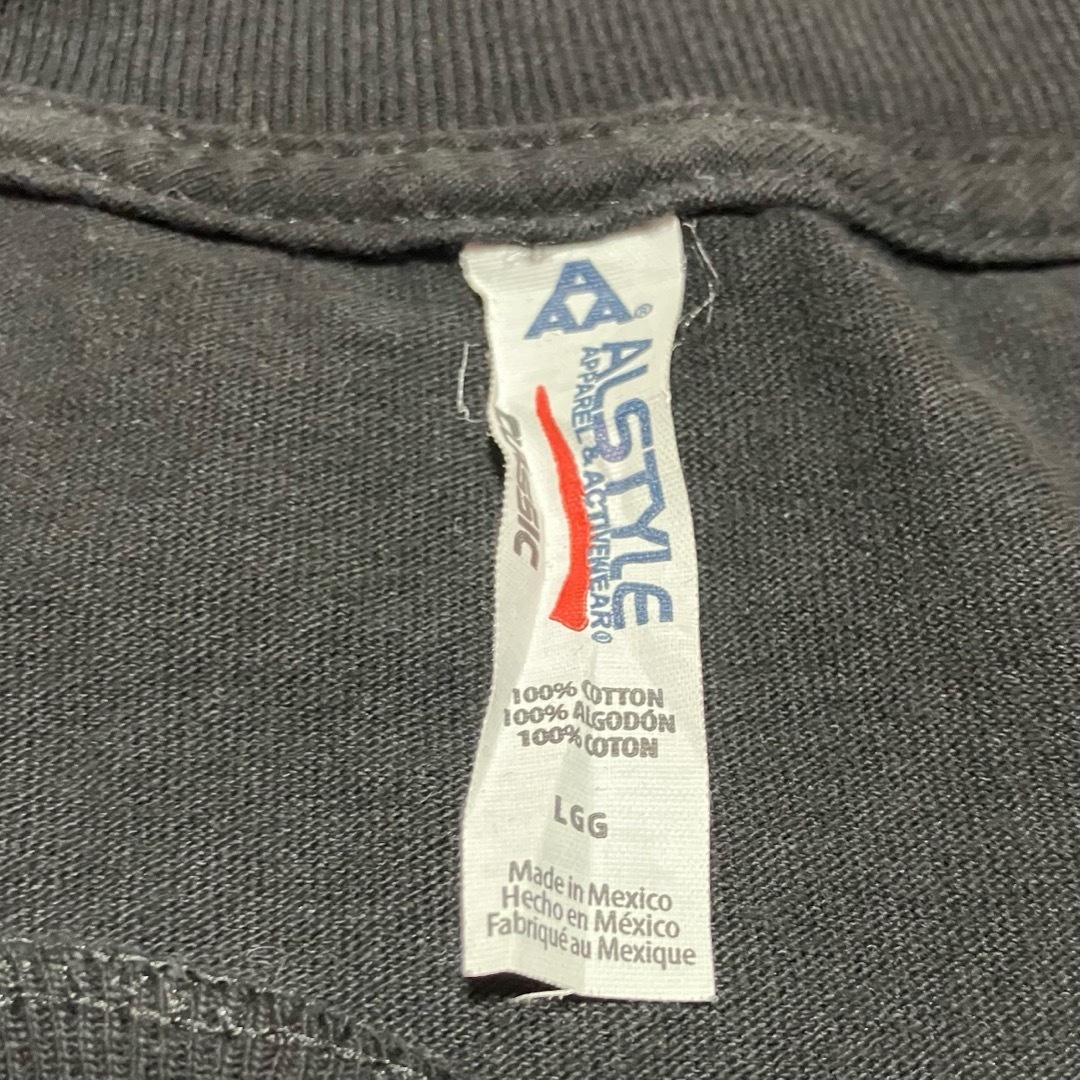 AAA®
ALSTYLE
APPAREL & ACTIVEWEAR®
CLASSIC
100% COTTON
100% ALGODÓN
100% COTON
LGG
Made in Mexico
Hecho en México
Fabriqué au Mexique